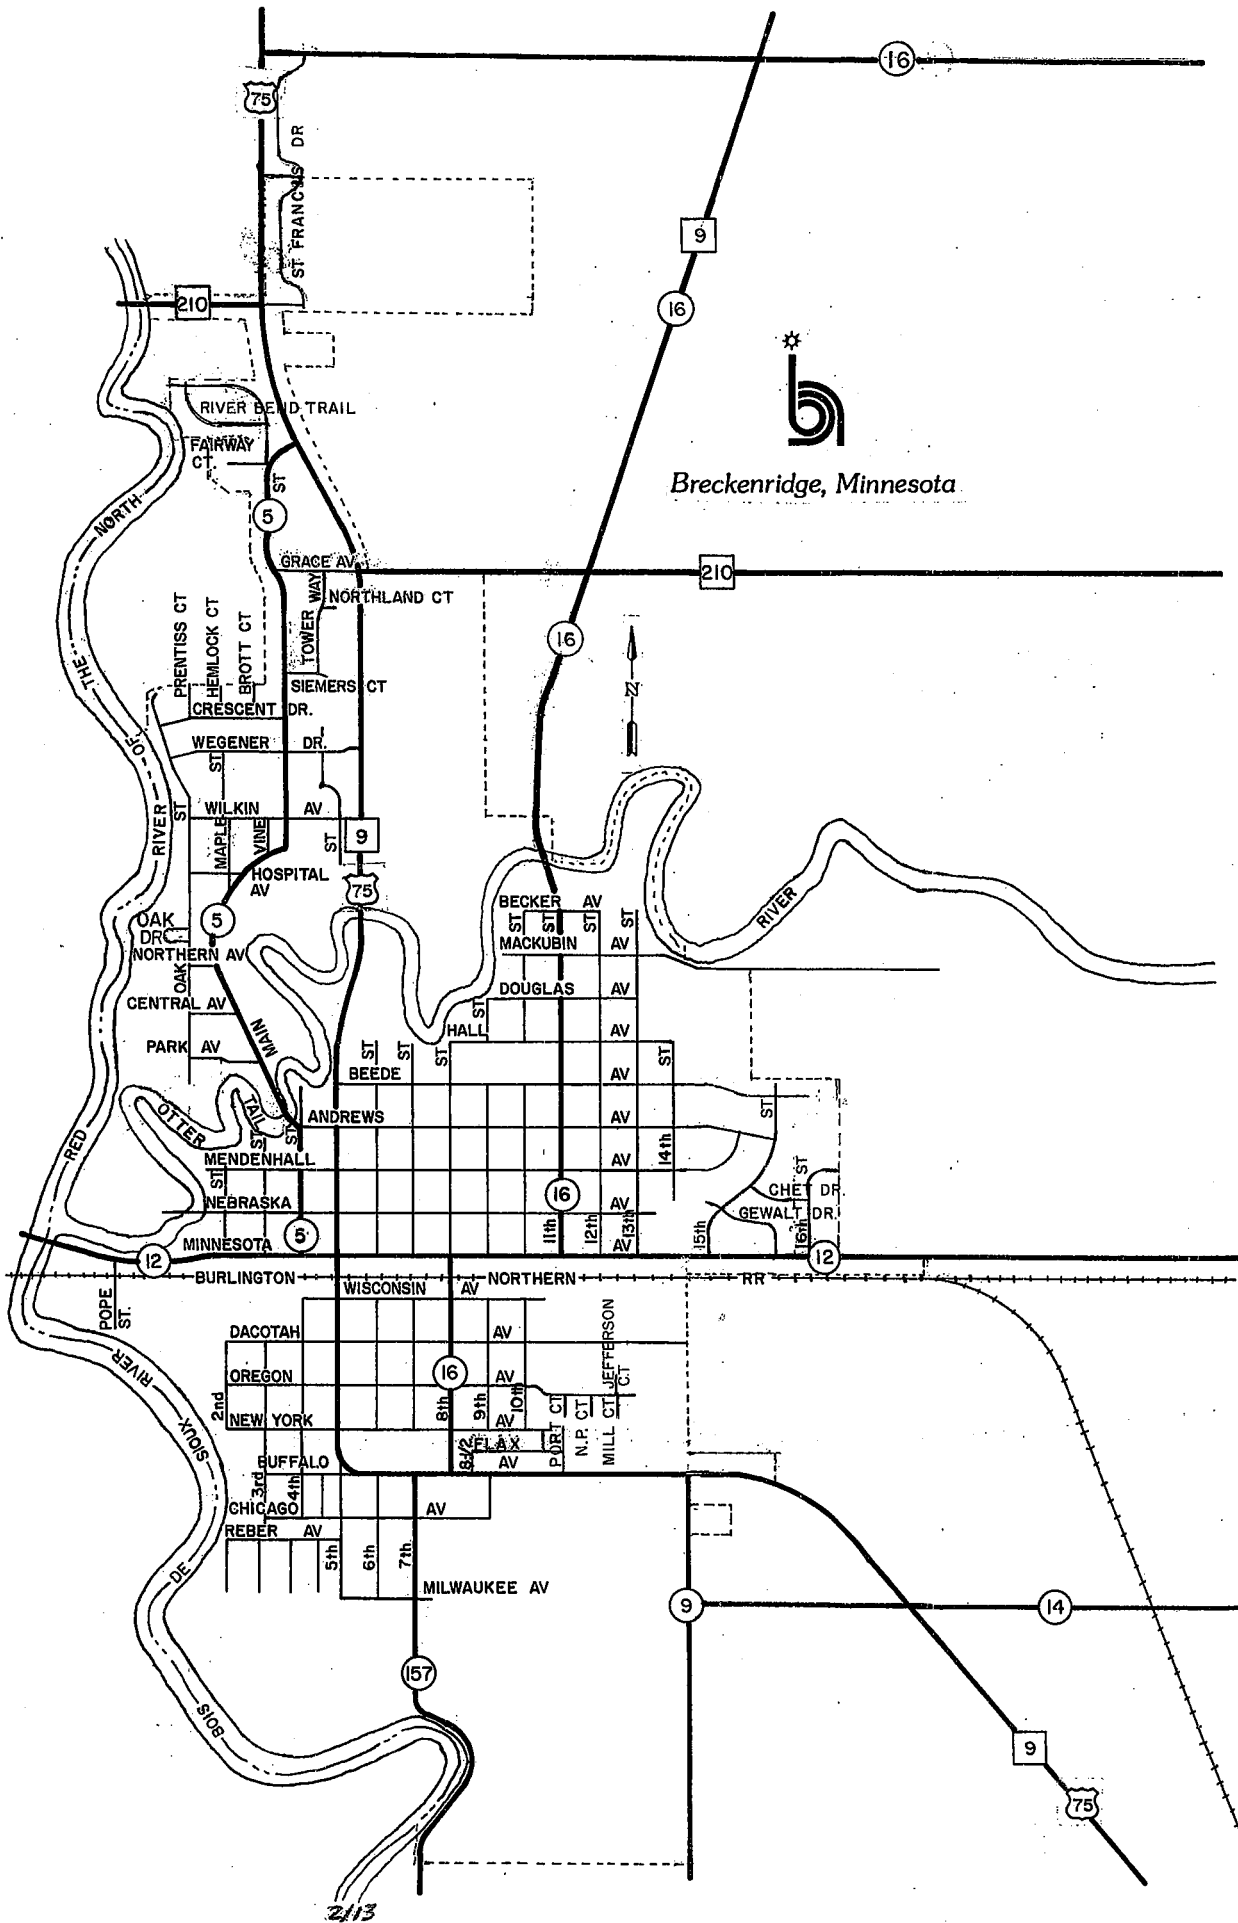 16
75
ST FRANCIS DR
9
210
16
RIVER BEND TRAIL
Breckenridge, Minnesota
FAIRWAY
CT.
ST
5
NORTH
GRACE AV
210
TOWER WAY
NORTHLAND CT
PRENTISS CT
HEMLOCK CT
BROTT CT
16
THE
SIEMERS CT
N
CRESCENT DR.
OF
WEGENER DR.
ST
ST
WILKIN AV
RIVER
MAPLE
VINE
ST
9
HOSPITAL
AV
75
BECKER AV
RIVER
5
OAK
DR
ST
ST
ST
ST
MACKUBIN AV
NORTHERN AV
OAK
DOUGLAS AV
CENTRAL AV
MAIN
ST
HALL AV
PARK AV
ST
ST
ST
ST
BEEDE AV
OTTER
TAIL
ANDREWS AV
ST
RED
ST
ST
14th
MENDENHALL AV
ST
ST
CHET DR.
NEBRASKA AV
16
GEWALT DR.
5
11th
12th
13th
15th
16th
MINNESOTA AV
12
12
BURLINGTON NORTHERN RR
WISCONSIN AV
POPE
ST.
DACOTAH AV
JEFFERSON
CT
RIVER
OREGON AV
16
2nd
8th
9th
10th
NEW YORK AV
PORT CT
N.P. CT
MILL CT
SIOUX
8 1/2
FLAX
BUFFALO AV
3rd
4th
CHICAGO AV
REBER AV
5th
6th
7th
DE
MILWAUKEE AV
9
14
157
BOIS
9
75
2/13